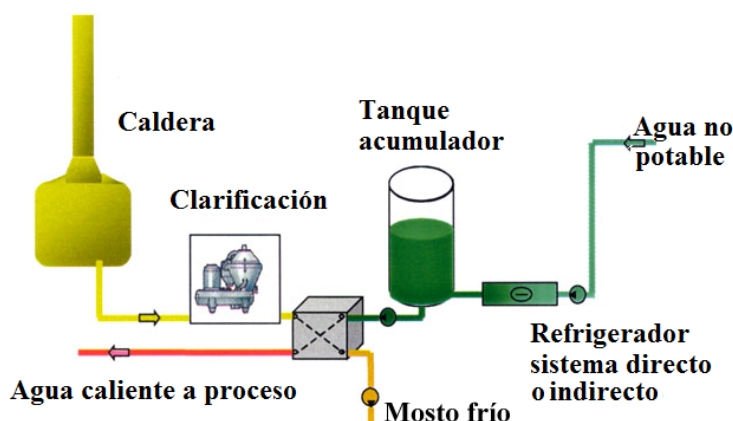 Caldera
Tanque
acumulador
Agua no
potable
Clarificación
Refrigerador
sistema directo
o indirecto
Agua caliente a proceso
Mosto frío